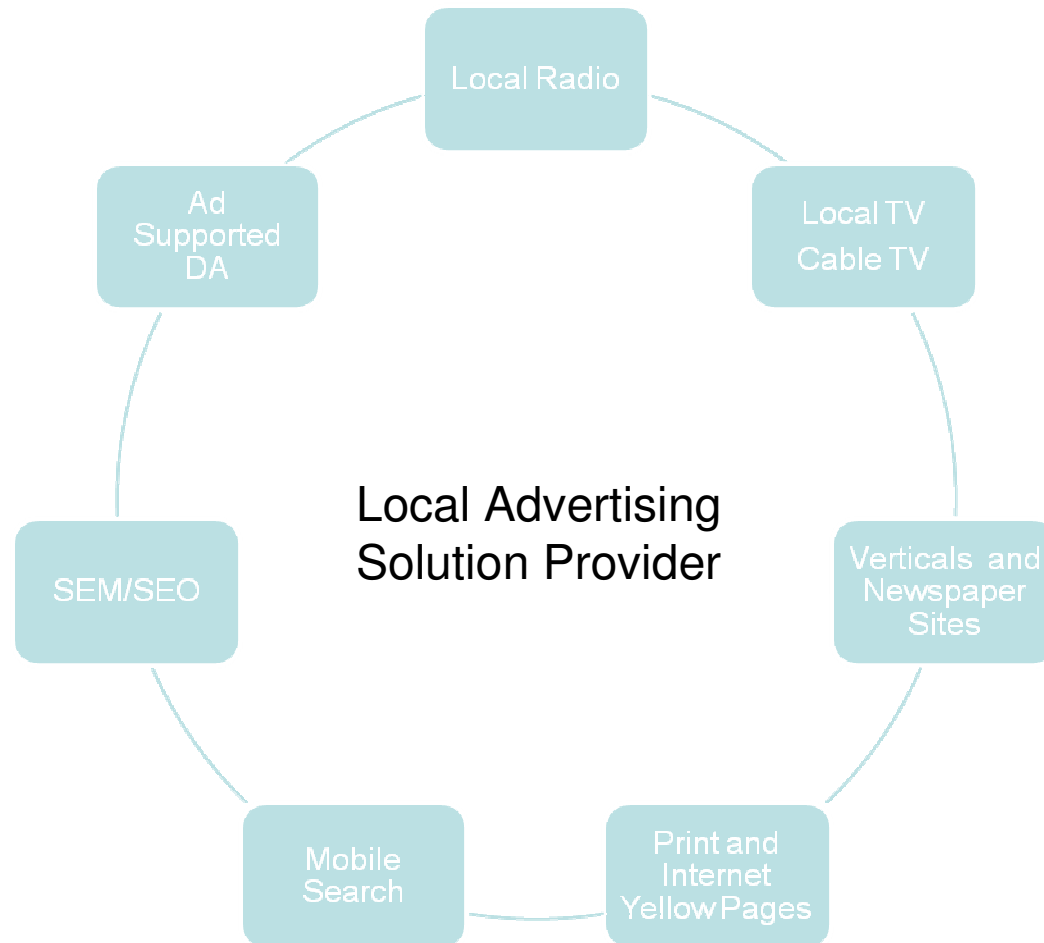 Local Radio
Local TV
Cable TV
Verticals and
Newspaper
Sites
Print and
Internet
Yellow Pages
Mobile
Search
SEM/SEO
Ad
Supported
DA
Local Advertising
Solution Provider